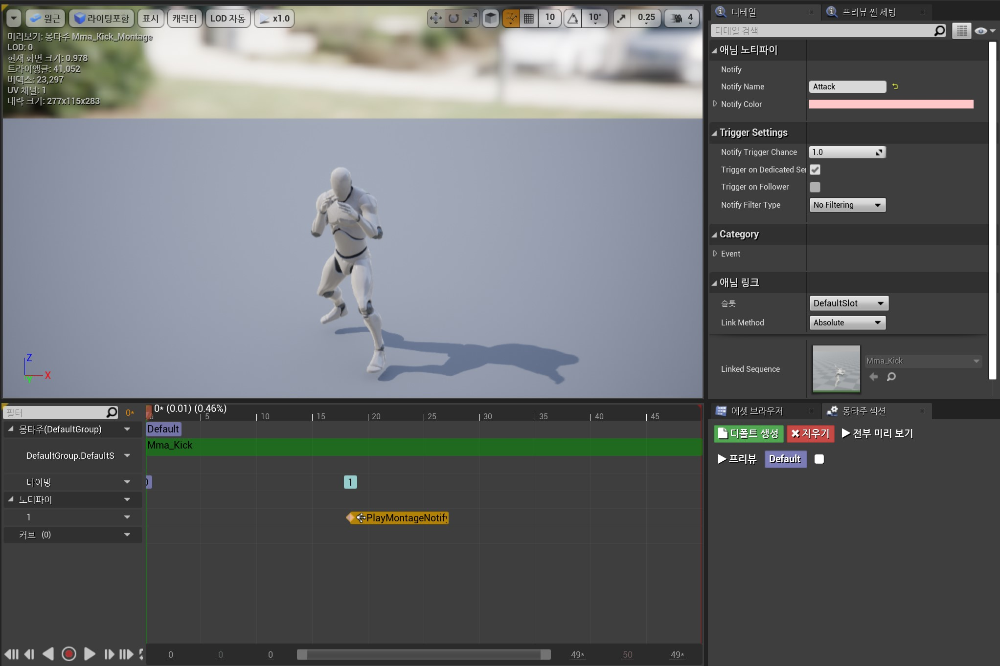 원근 라이팅포함 표시 캐릭터 LOD 자동 x1.0 10 10° 0.25 4
미리보기: 몽타주 Mma_Kick_Montage
LOD: 0
현재 화면 크기: 0.978
트라이앵글: 41,052
버텍스: 23,297
UV 채널: 1
대략 크기: 277x115x283
Z
X
Y
디테일 프리뷰 씬 세팅
디테일 검색
애님 노티파이
Notify
Notify Name Attack
Notify Color
Trigger Settings
Notify Trigger Chance 1.0
Trigger on Dedicated Ser
Trigger on Follower
Notify Filter Type No Filtering
Category
Event
애님 링크
슬롯 DefaultSlot
Link Method Absolute
Linked Sequence Mma_Kick
필터 0*
0* (0.01) (0.46%)
0 5 10 15 20 25 30 35 40 45
몽타주(DefaultGroup) Default
Mma_Kick
DefaultGroup.DefaultS
타이밍 1
노티파이
1 PlayMontageNotify
커브 (0)
0 0 0 49* 50 49*
에셋 브라우저 몽타주 섹션
디폴트 생성 지우기 전부 미리 보기
프리뷰 Default